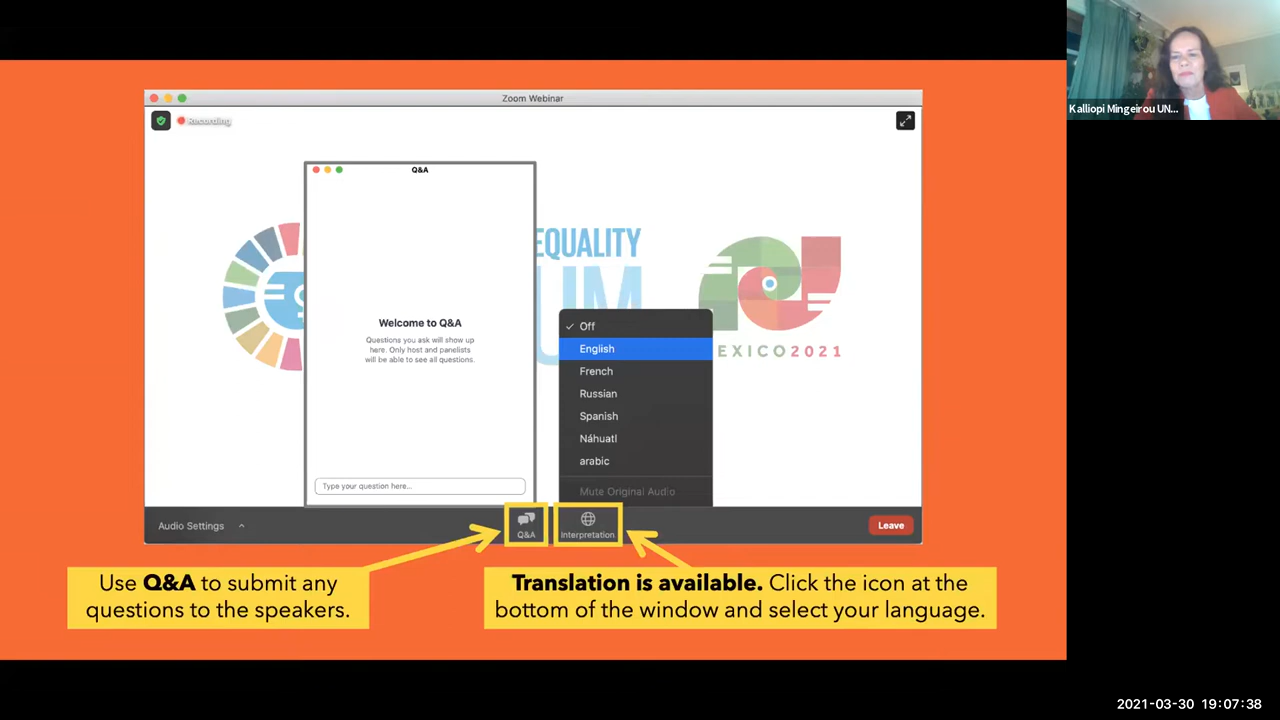 Kalliopi Mingeirou UN...
Zoom Webinar
Recording
Q&A
EQUALITY
UM
EXICO2021
Welcome to Q&A
Questions you ask will show up
here. Only host and panelists
will be able to see all questions.
Type your question here...
Off
English
French
Russian
Spanish
Náhuatl
arabic
Mute Original Audio
Audio Settings
Q&A
Interpretation
Leave
Use Q&A to submit any
questions to the speakers.
Translation is available. Click the icon at the
bottom of the window and select your language.
2021-03-30 19:07:38